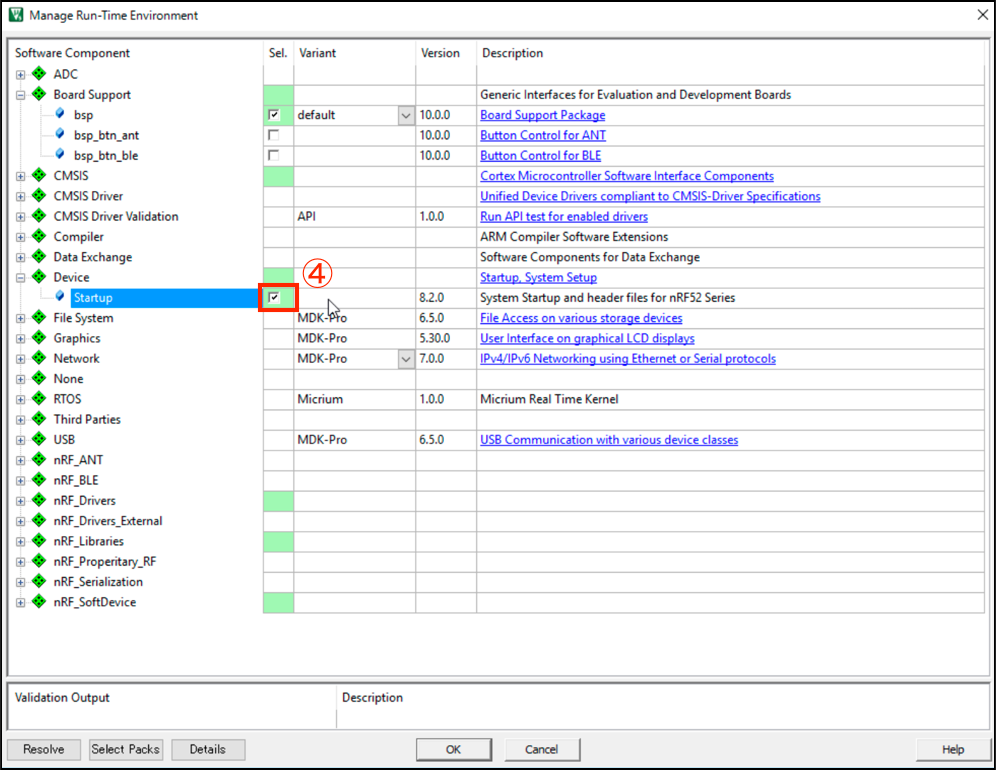 Manage Run-Time Environment
Software Component Sel. Variant Version Description
ADC
Board Support Generic Interfaces for Evaluation and Development Boards
bsp default 10.0.0 Board Support Package
bsp_btn_ant 10.0.0 Button Control for ANT
bsp_btn_ble 10.0.0 Button Control for BLE
CMSIS Cortex Microcontroller Software Interface Components
CMSIS Driver Unified Device Drivers compliant to CMSIS-Driver Specifications
CMSIS Driver Validation API 1.0.0 Run API test for enabled drivers
Compiler ARM Compiler Software Extensions
Data Exchange Software Components for Data Exchange
Device ④ Startup, System Setup
Startup 8.2.0 System Startup and header files for nRF52 Series
File System MDK-Pro 6.5.0 File Access on various storage devices
Graphics MDK-Pro 5.30.0 User Interface on graphical LCD displays
Network MDK-Pro 7.0.0 IPv4/IPv6 Networking using Ethernet or Serial protocols
None
RTOS Micrium 1.0.0 Micrium Real Time Kernel
Third Parties
USB MDK-Pro 6.5.0 USB Communication with various device classes
nRF_ANT
nRF_BLE
nRF_Drivers
nRF_Drivers_External
nRF_Libraries
nRF_Properitary_RF
nRF_Serialization
nRF_SoftDevice
Validation Output Description
Resolve Select Packs Details OK Cancel Help